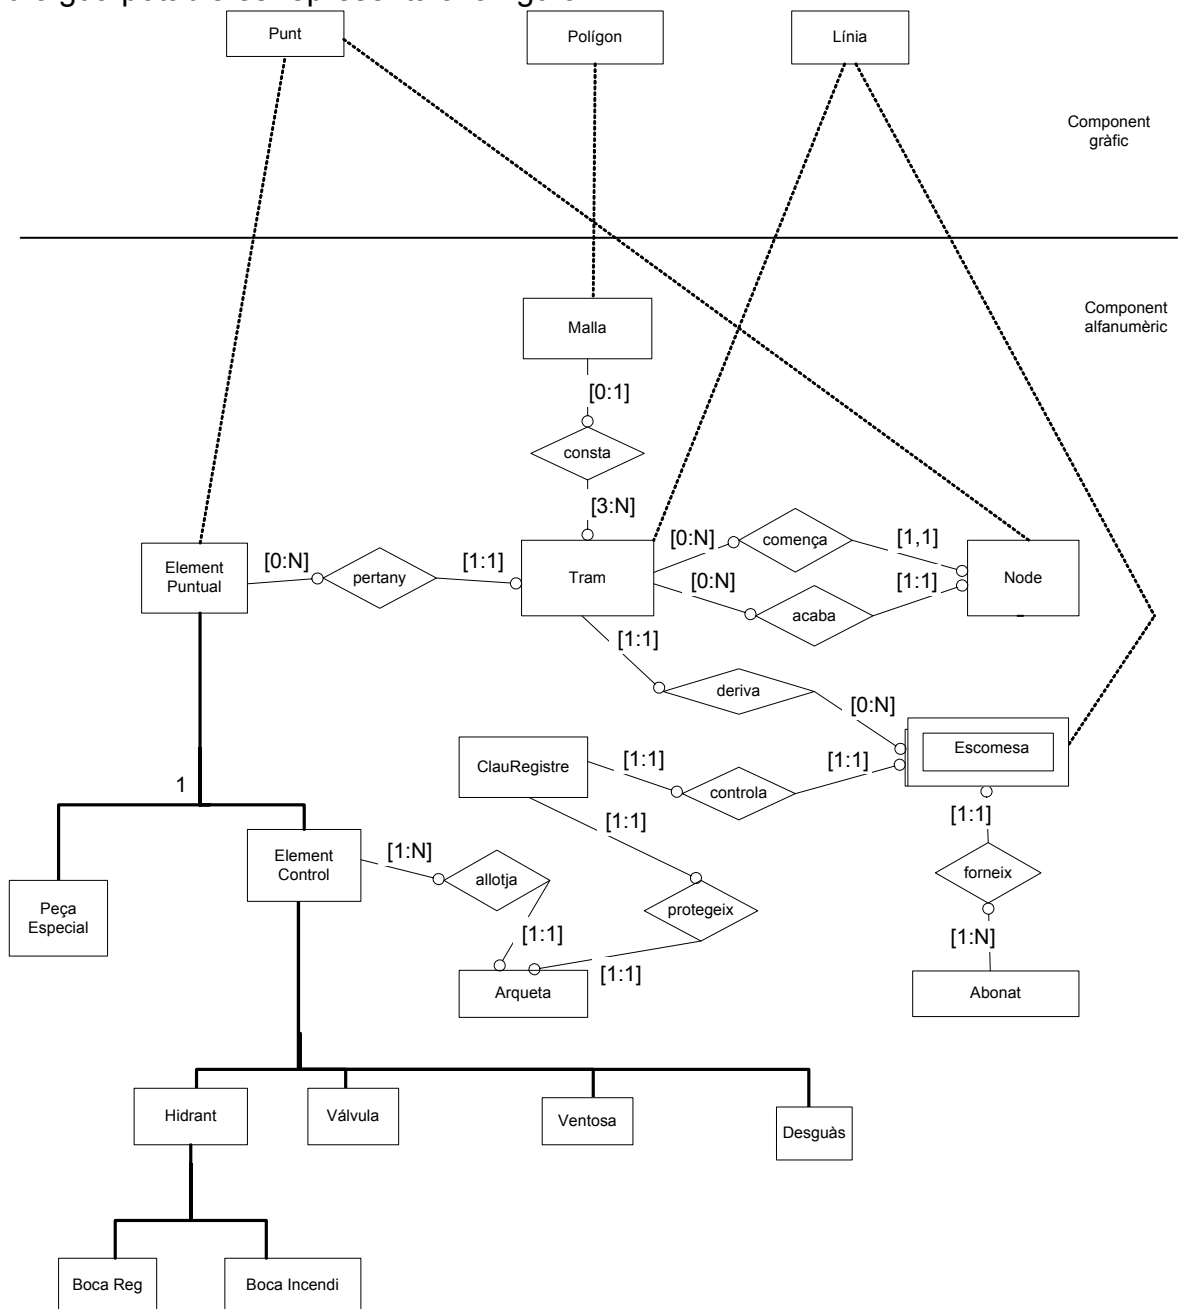 Punt
Polígon
Línia
Component
gràfic
Component
alfanumèric
Malla
[0:1]
consta
[3:N]
Element
Puntual
[0:N]
pertany
[1:1]
Tram
[0:N]
comença
[1,1]
[0:N]
acaba
[1:1]
Node
[1:1]
deriva
[0:N]
ClauRegistre
[1:1]
controla
[1:1]
Escomesa
1
[1:1]
[1:1]
Element
Control
[1:N]
allotja
[1:1]
protegeix
[1:1]
forneix
[1:N]
Peça
Especial
Arqueta
Abonat
Hidrant
Válvula
Ventosa
Desguàs
Boca Reg
Boca Incendi